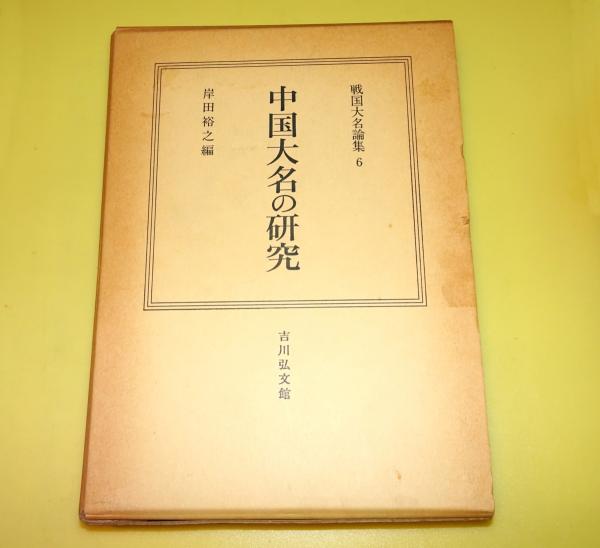 戦国大名論集 6
中国大名の研究
岸田裕之編
吉川弘文館